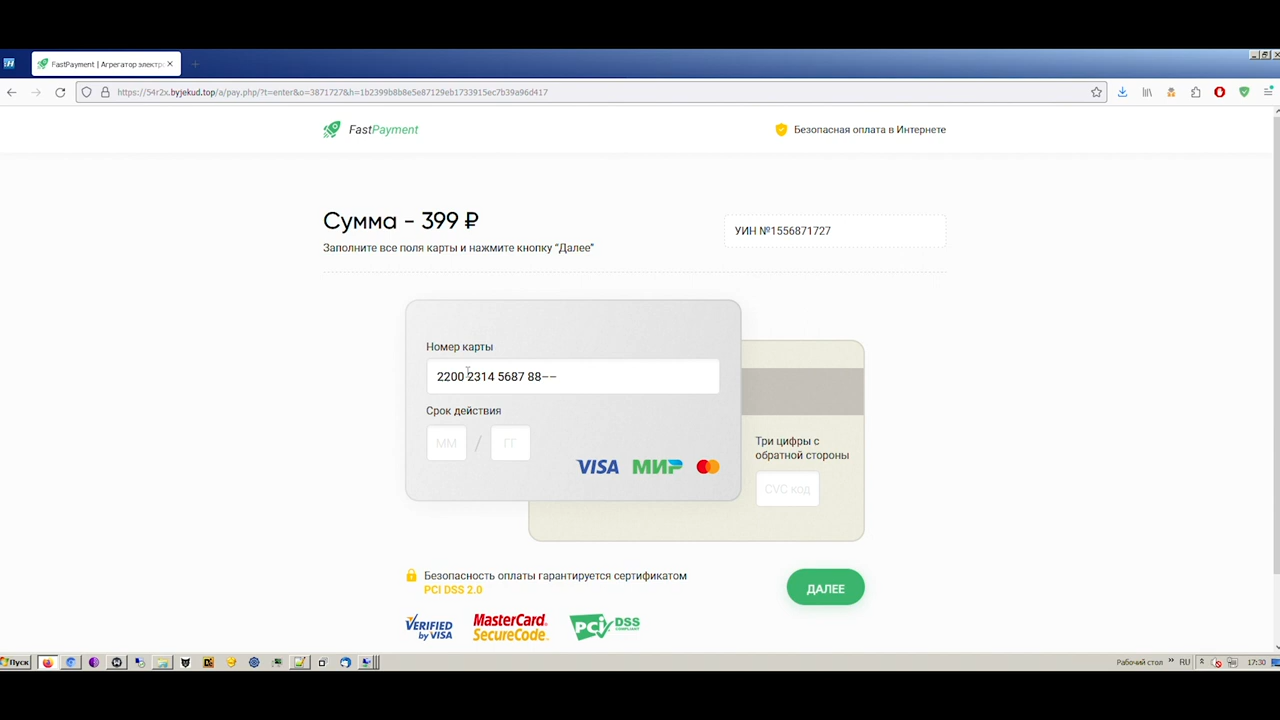 FastPayment | Агрегатор электр
https://54r2x.byjekud.top/a/pay.php/?t=enter&o=3871727&h=1b2399b8b8e5e87129eb1733915ec7b39a96d417
FastPayment
Безопасная оплата в Интернете
Сумма - 399 ₽
УИН №1556871727
Заполните все поля карты и нажмите кнопку “Далее”
Номер карты
2200 2314 5687 88––
Срок действия
ММ / ГГ
Три цифры с
обратной стороны
CVC код
VISA МИР
Безопасность оплаты гарантируется сертификатом
PCI DSS 2.0
ДАЛЕЕ
VERIFIED
by VISA
MasterCard.
SecureCode.
PCI DSS
COMPLIANT
Пуск
Рабочий стол
RU
17:30